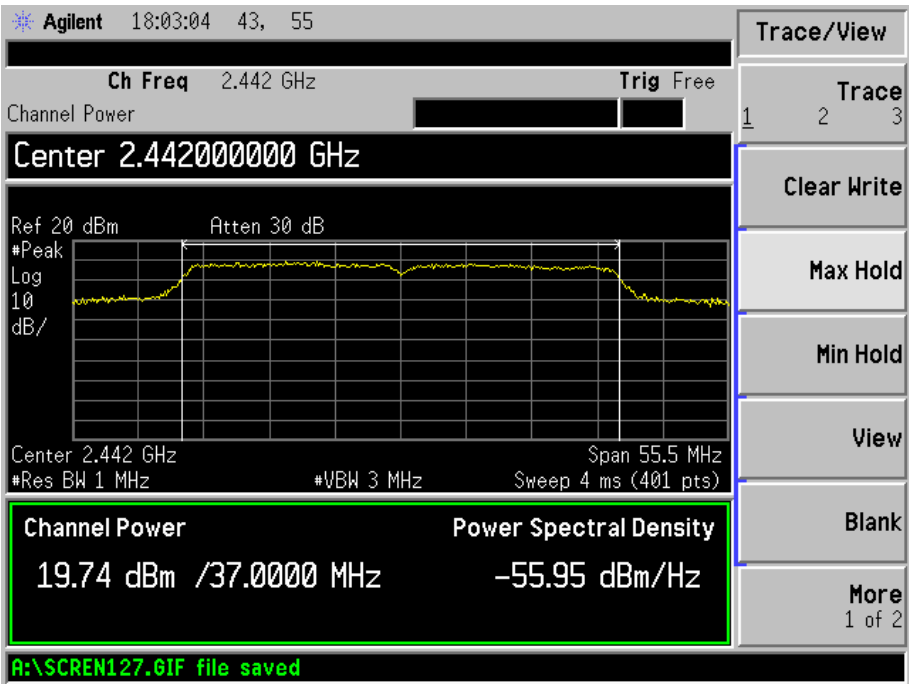 Agilent 18:03:04 43, 55
Trace/View
Ch Freq 2.442 GHz Trig Free
Channel Power
Trace
1 2 3
Center 2.442000000 GHz
Clear Write
Ref 20 dBm Atten 30 dB
#Peak
Log
10
dB/
Max Hold
Min Hold
View
Center 2.442 GHz Span 55.5 MHz
#Res BW 1 MHz #VBW 3 MHz Sweep 4 ms (401 pts)
Blank
Channel Power Power Spectral Density
19.74 dBm /37.0000 MHz -55.95 dBm/Hz
More
1 of 2
A:\SCREN127.GIF file saved